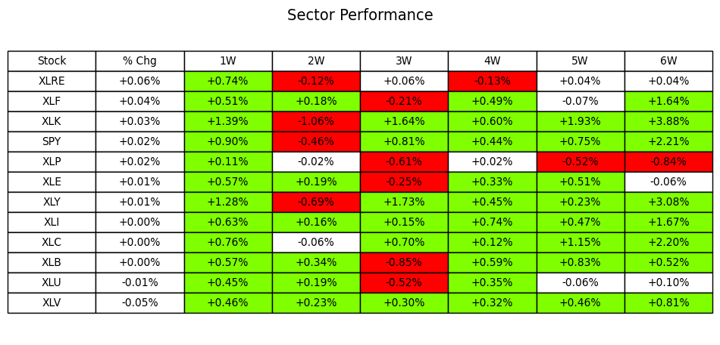 Sector Performance
Stock % Chg 1W 2W 3W 4W 5W 6W
XLRE +0.06% +0.74% -0.12% +0.06% -0.13% +0.04% +0.04%
XLF +0.04% +0.51% +0.18% -0.21% +0.49% -0.07% +1.64%
XLK +0.03% +1.39% -1.06% +1.64% +0.60% +1.93% +3.88%
SPY +0.02% +0.90% -0.46% +0.81% +0.44% +0.75% +2.21%
XLP +0.02% +0.11% -0.02% -0.61% +0.02% -0.52% -0.84%
XLE +0.01% +0.57% +0.19% -0.25% +0.33% +0.51% -0.06%
XLY +0.01% +1.28% -0.69% +1.73% +0.45% +0.23% +3.08%
XLI +0.00% +0.63% +0.16% +0.15% +0.74% +0.47% +1.67%
XLC +0.00% +0.76% -0.06% +0.70% +0.12% +1.15% +2.20%
XLB +0.00% +0.57% +0.34% -0.85% +0.59% +0.83% +0.52%
XLU -0.01% +0.45% +0.19% -0.52% +0.35% -0.06% +0.10%
XLV -0.05% +0.46% +0.23% +0.30% +0.32% +0.46% +0.81%